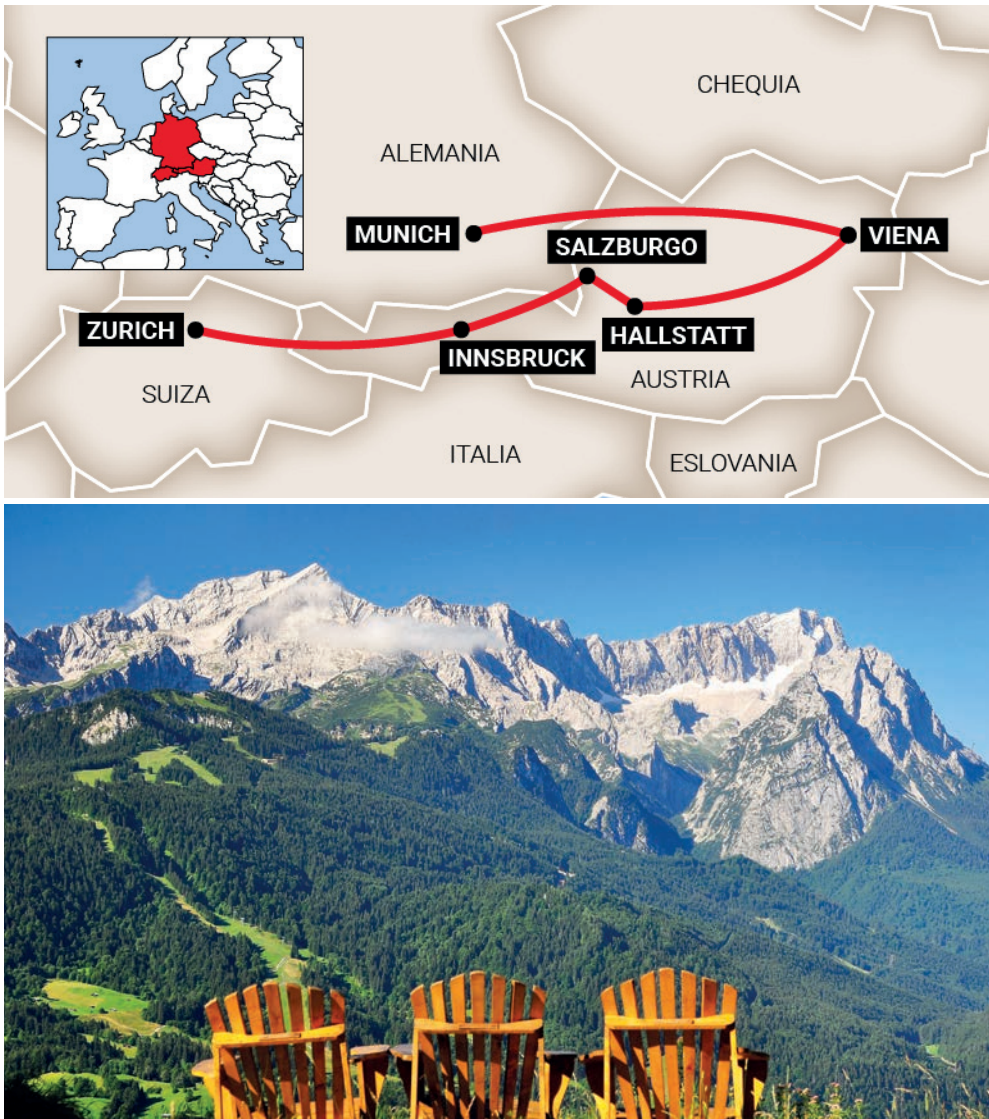 CHEQUIA
ALEMANIA
MUNICH
SALZBURGO
VIENA
ZURICH
HALLSTATT
INNSBRUCK
AUSTRIA
SUIZA
ITALIA
ESLOVANIA